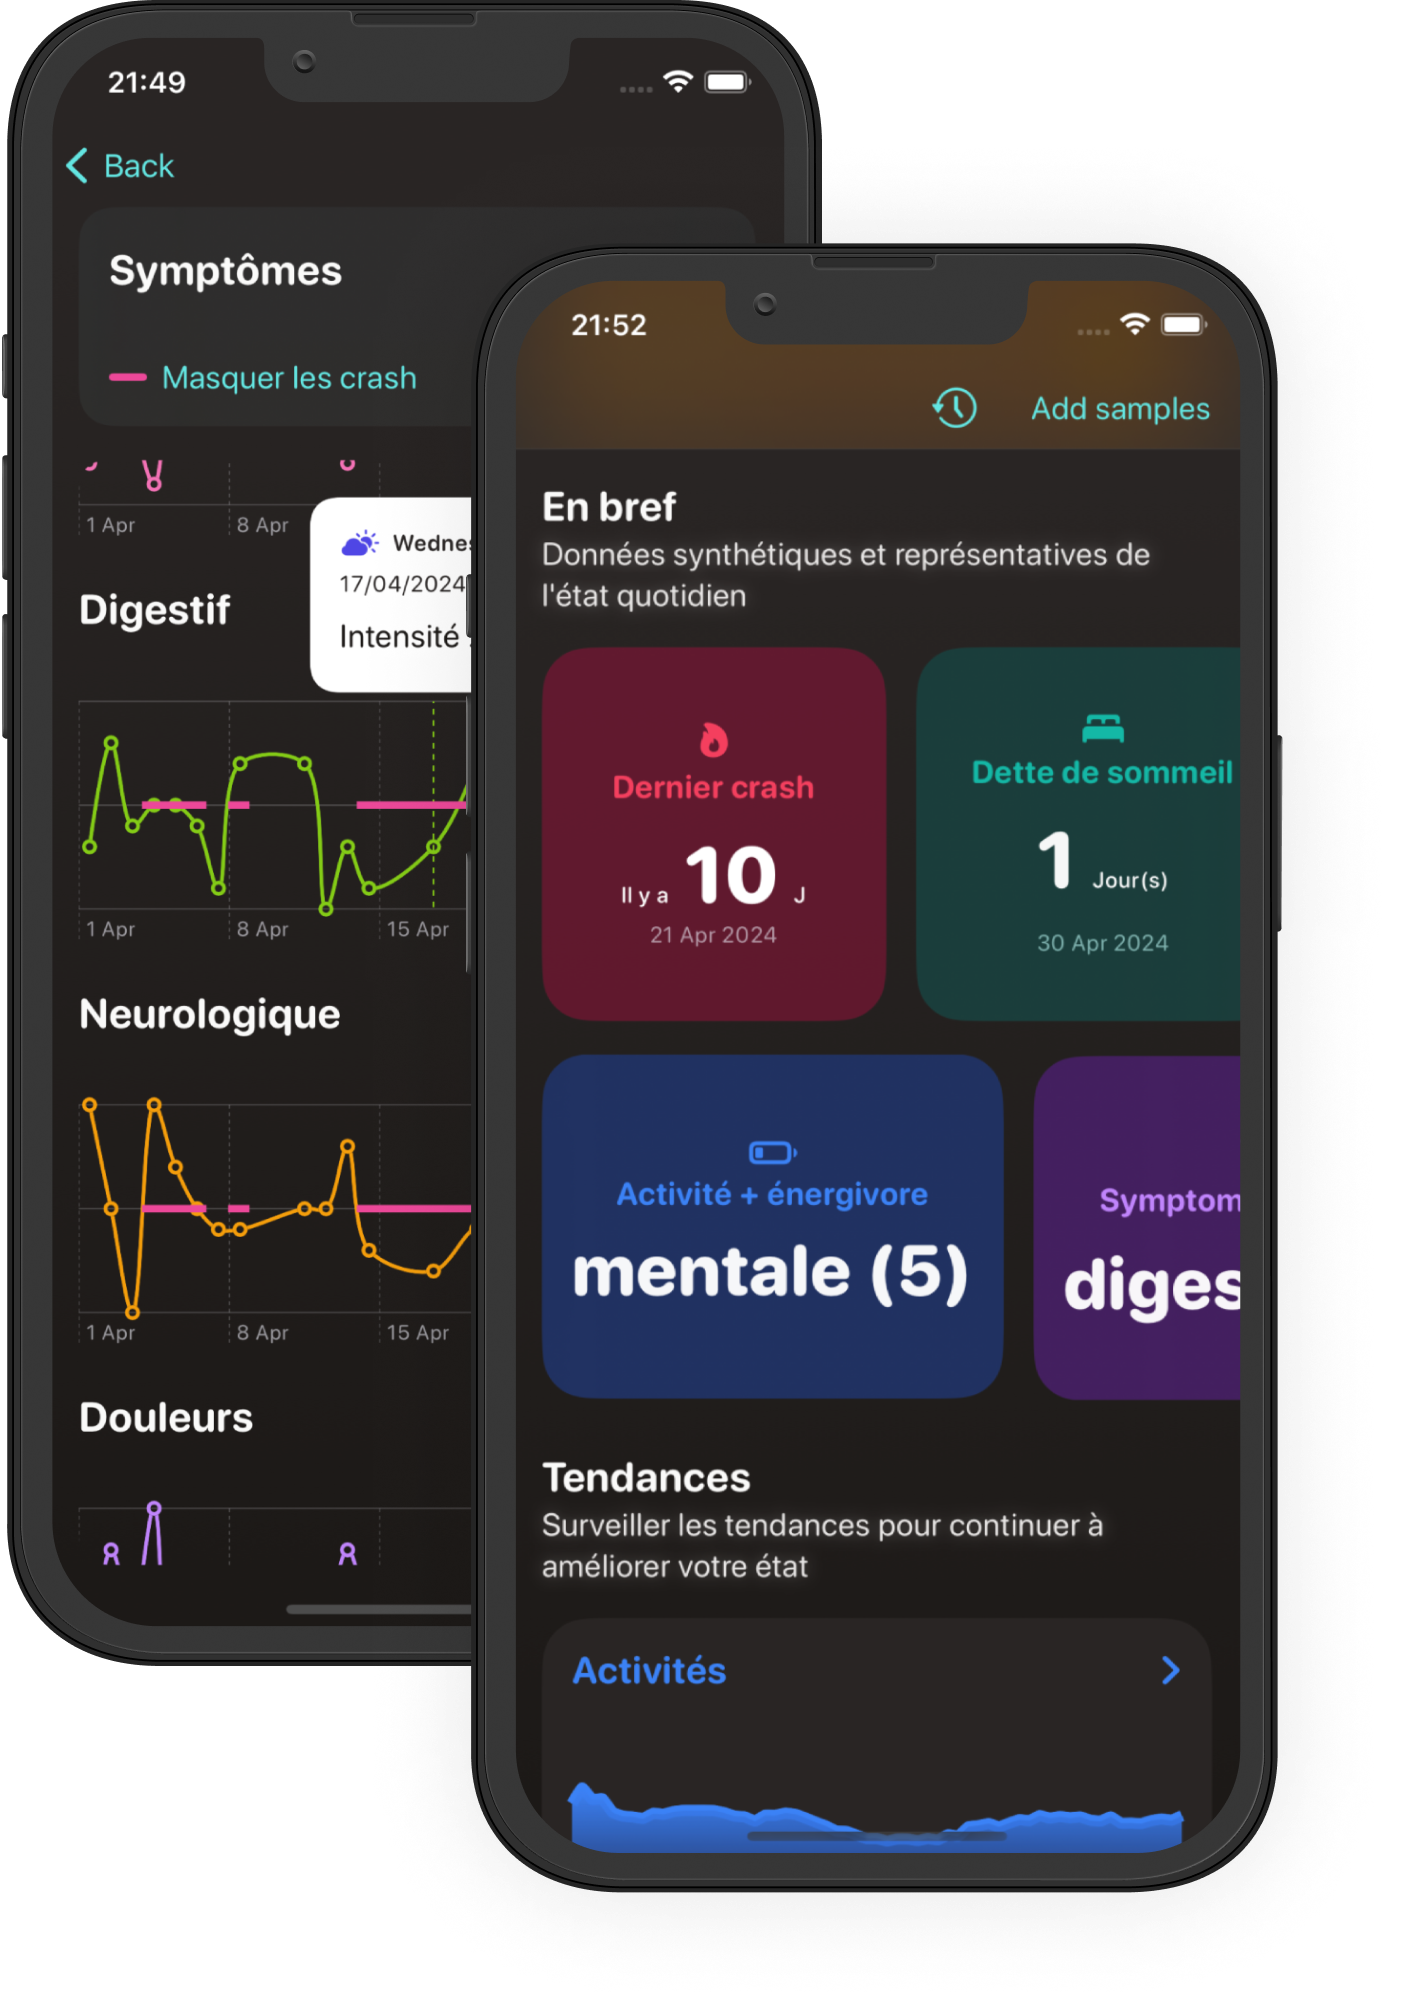 21:49
Back
Symptômes
Masquer les crash
1 Apr
8 Apr
17/04/2024
Intensité
Digestif
1 Apr
8 Apr
15 Apr
Neurologique
1 Apr
8 Apr
15 Apr
Douleurs
21:52
Add samples
En bref
Données synthétiques et représentatives de
l'état quotidien
Dernier crash
Il y a 10 J
21 Apr 2024
Dette de sommeil
1 Jour(s)
30 Apr 2024
Activité + énergivore
mentale (5)
Tendances
Surveiller les tendances pour continuer à
améliorer votre état
Activités